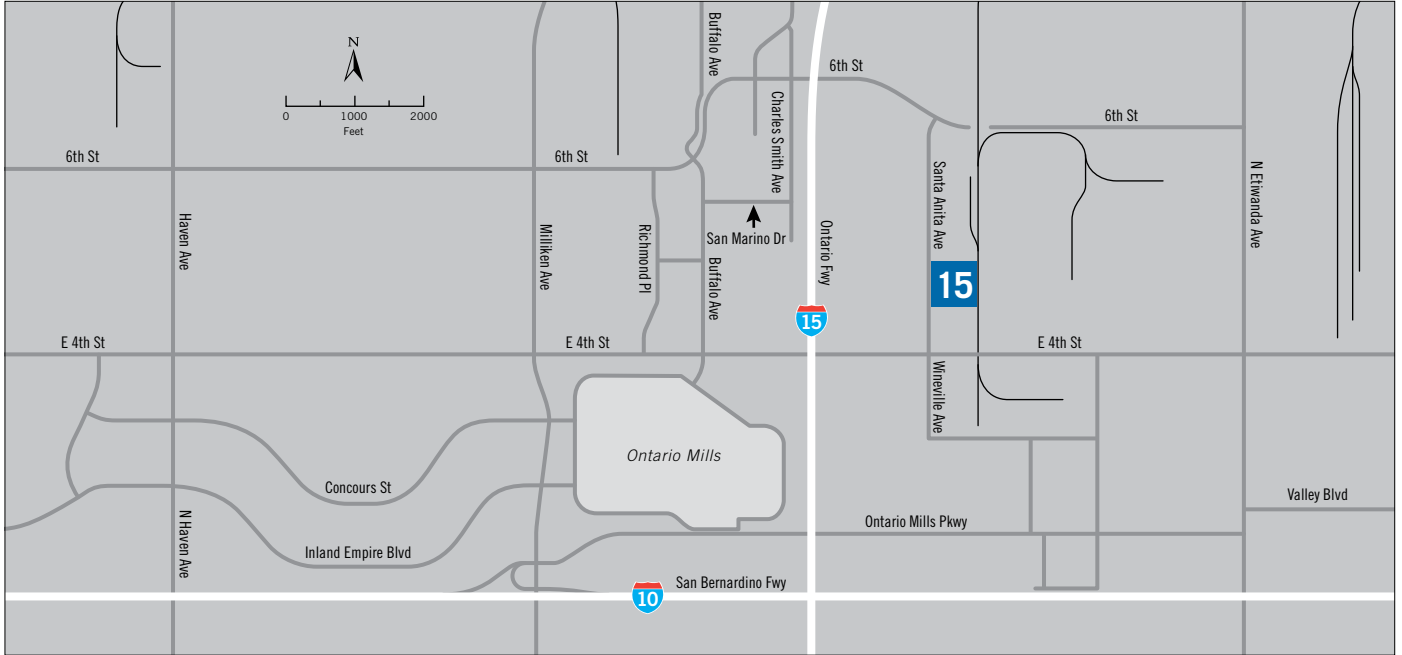 Buffalo Ave
N
6th St
0 1000 2000
Feet
Charles Smith Ave
6th St
6th St
6th St
Santa Anita Ave
N Etiwanda Ave
Haven Ave
Milliken Ave
Richmond Pl
San Marino Dr
Ontario Fwy
Buffalo Ave
15
15
E 4th St
E 4th St
E 4th St
Wineville Ave
Ontario Mills
Concours St
Valley Blvd
N Haven Ave
Ontario Mills Pkwy
Inland Empire Blvd
San Bernardino Fwy
10